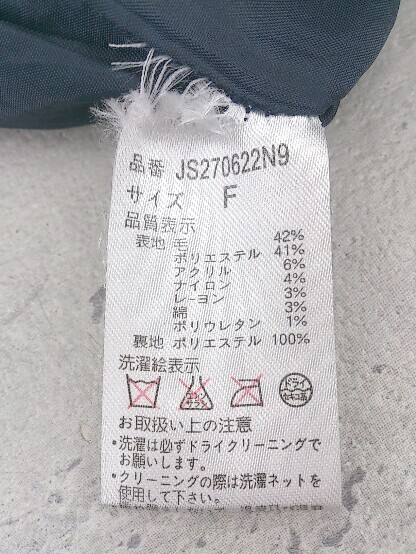 品番 JS270622N9
サイズ F
品質表示
表地 毛 42%
ポリエステル 41%
アクリル 6%
ナイロン 4%
レーヨン 3%
綿 3%
ポリウレタン 1%
裏地 ポリエステル 100%
洗濯絵表示
ドライ
セキユ系
お取扱い上の注意
・洗濯は必ずドライクリーニングで
お願いします。
・クリーニングの際は洗濯ネットを
使用して下さい。